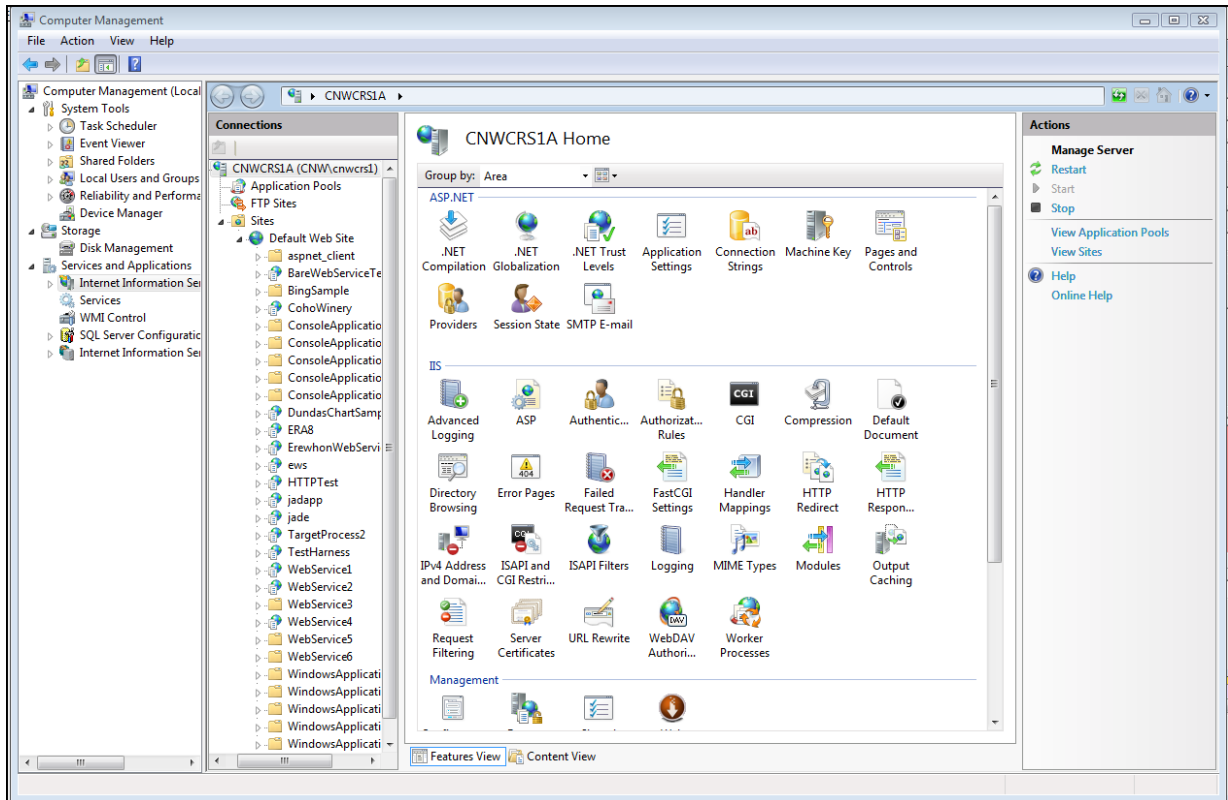 Computer Management
File Action View Help
Computer Management (Local
System Tools
Task Scheduler
Event Viewer
Shared Folders
Local Users and Groups
Reliability and Performa
Device Manager
Storage
Disk Management
Services and Applications
Internet Information Ser
Services
WMI Control
SQL Server Configuratic
Internet Information Ser
CNWCRS1A
Connections
CNWCRS1A (CNW\cnwcrs1)
Application Pools
FTP Sites
Sites
Default Web Site
aspnet_client
BareWebServiceTe
BingSample
CohoWinery
ConsoleApplicatio
ConsoleApplicatio
ConsoleApplicatio
ConsoleApplicatio
ConsoleApplicatio
DundasChartSamp
ERA8
ErewhonWebServi
ews
HTTPTest
jadapp
jade
TargetProcess2
TestHarness
WebService1
WebService2
WebService3
WebService4
WebService5
WebService6
WindowsApplicati
WindowsApplicati
WindowsApplicati
WindowsApplicati
WindowsApplicati
CNWCRS1A Home
Group by: Area
ASP.NET
.NET Compilation
.NET Globalization
.NET Trust Levels
Application Settings
Connection Strings
Machine Key
Pages and Controls
Providers
Session State
SMTP E-mail
IIS
Advanced Logging
ASP
Authentic...
Authorizat... Rules
CGI
Compression
Default Document
Directory Browsing
Error Pages
Failed Request Tra...
FastCGI Settings
Handler Mappings
HTTP Redirect
HTTP Respon...
IPv4 Address and Domai...
ISAPI and CGI Restri...
ISAPI Filters
Logging
MIME Types
Modules
Output Caching
Request Filtering
Server Certificates
URL Rewrite
WebDAV Authori...
Worker Processes
Management
Features View
Content View
Actions
Manage Server
Restart
Start
Stop
View Application Pools
View Sites
Help
Online Help